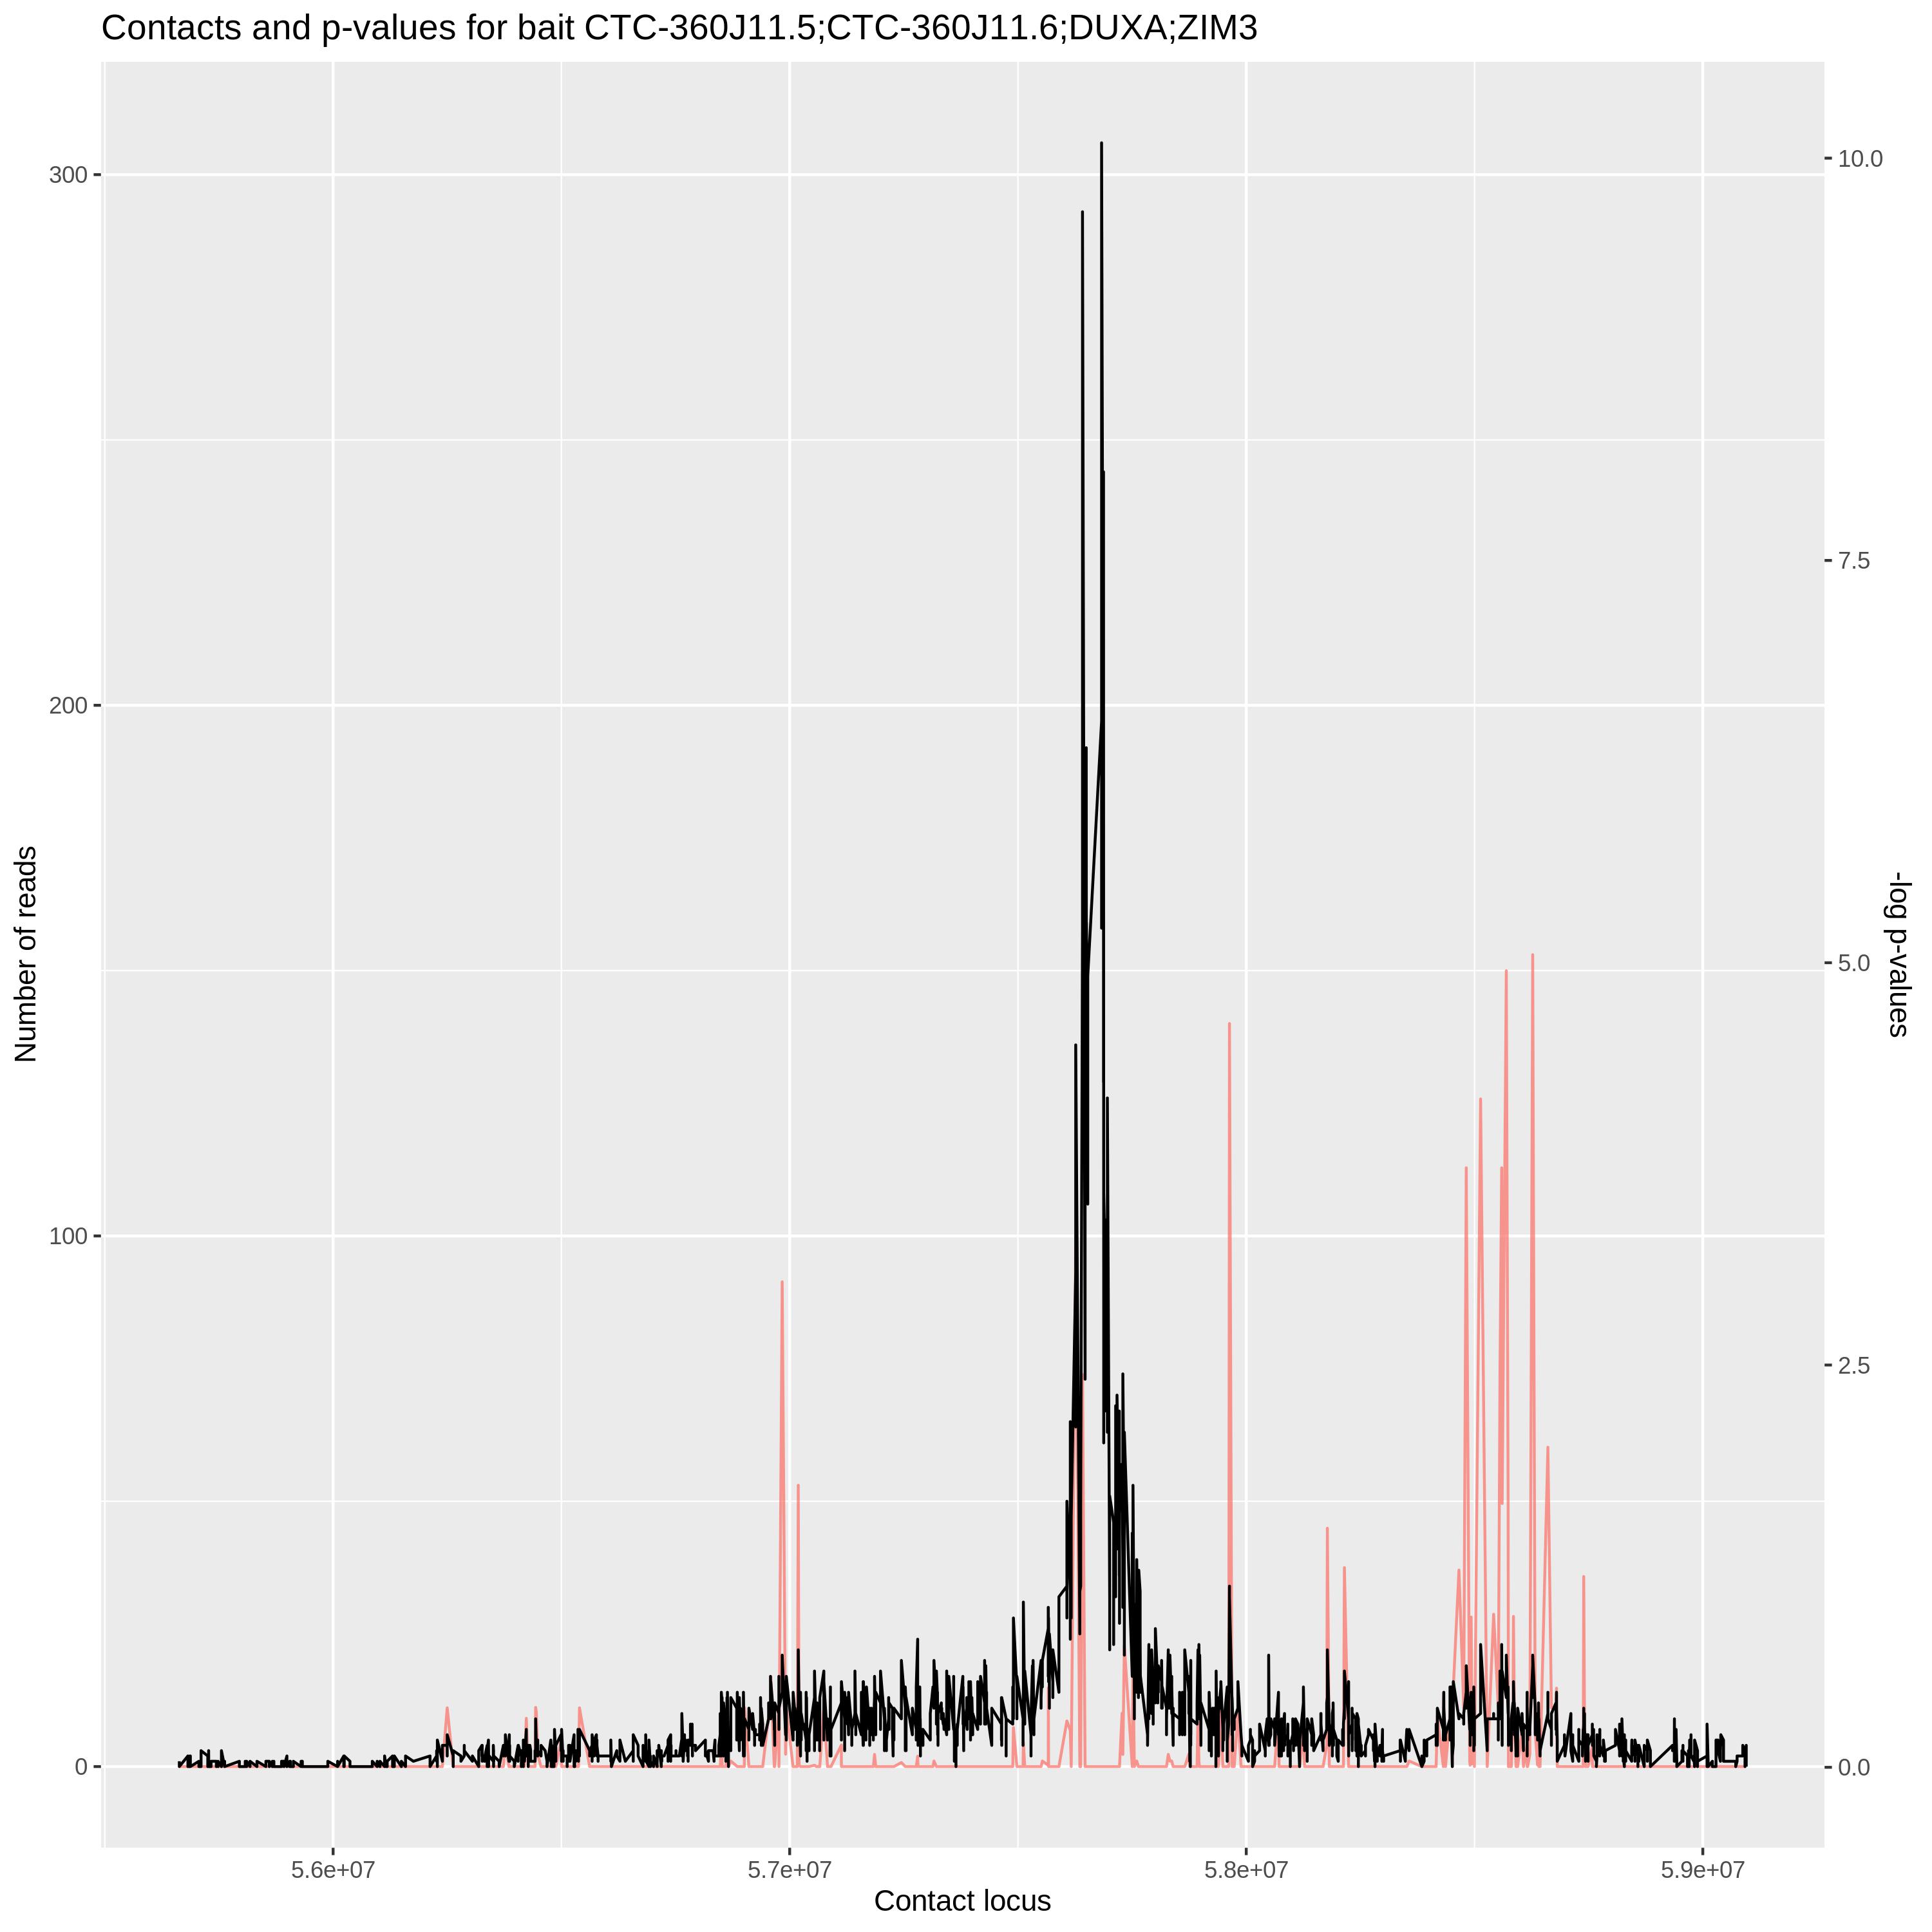 Contacts and p-values for bait CTC-360J11.5;CTC-360J11.6;DUXA;ZIM3
300
200
100
0
Number of reads
10.0
7.5
5.0
2.5
0.0
-log p-values
5.6e+07
5.7e+07
5.8e+07
5.9e+07
Contact locus